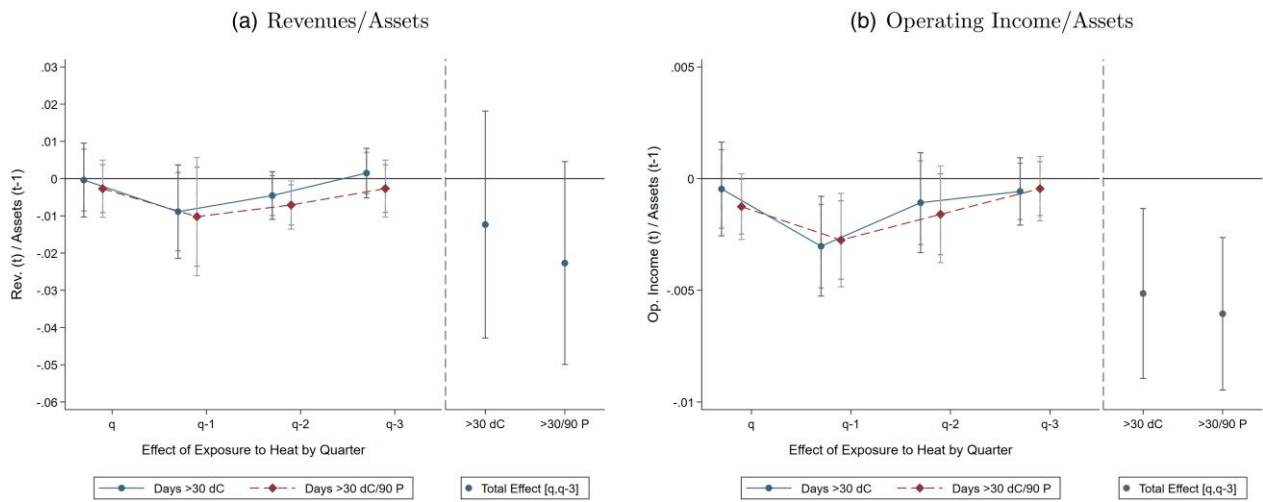 (a) Revenues/Assets
.03
.02
.01
0
-.01
-.02
-.03
-.04
-.05
-.06
Rev. (t) / Assets (t-1)
q
q-1
q-2
q-3
>30 dC
>30/90 P
Effect of Exposure to Heat by Quarter
Days >30 dC
Days >30 dC/90 P
Total Effect [q,q-3]
(b) Operating Income/Assets
.005
0
-.005
-.01
Op. Income (t) / Assets (t-1)
q
q-1
q-2
q-3
>30 dC
>30/90 P
Effect of Exposure to Heat by Quarter
Days >30 dC
Days >30 dC/90 P
Total Effect [q,q-3]